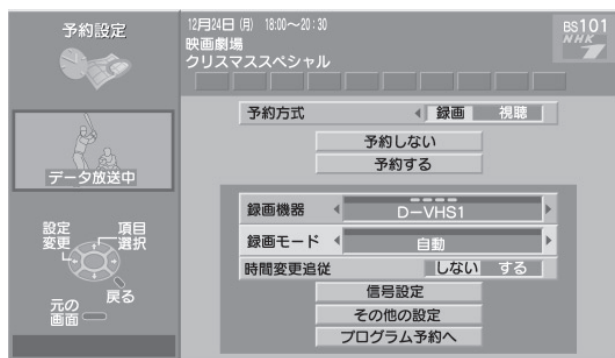 予約設定
12月24日(月) 18:00〜20:30
映画劇場
クリスマススペシャル
BS101
NHK
7
データ放送中
予約方式 録画 視聴
予約しない
予約する
録画機器 D-VHS1
録画モード 自動
時間変更追従 しない する
信号設定
その他の設定
プログラム予約へ
設定
変更
項目
選択
戻る
元の
画面